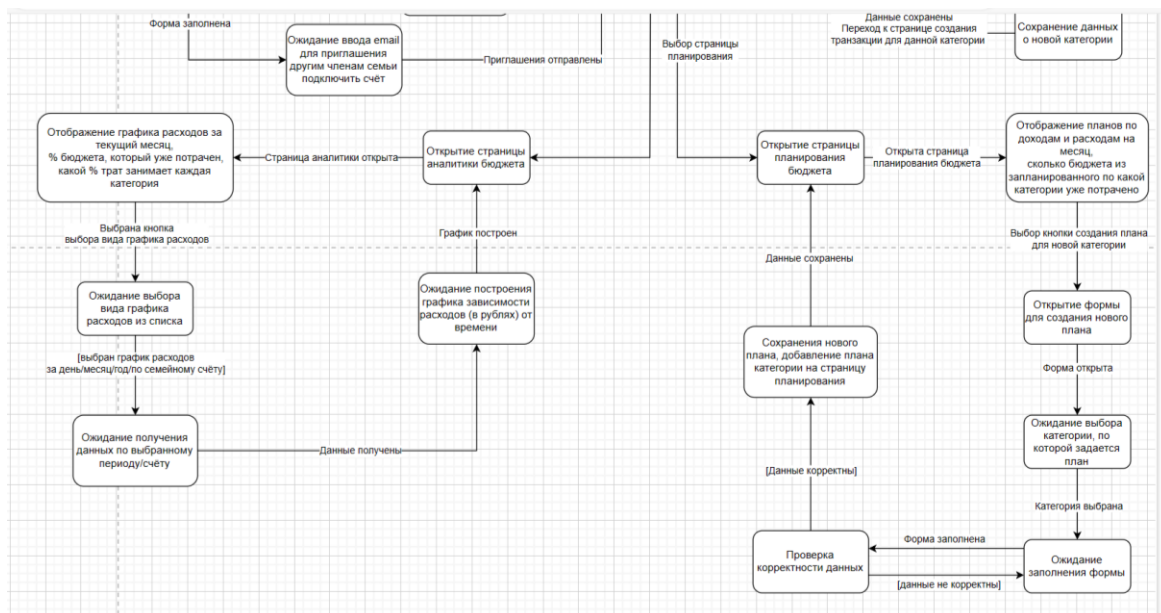 Форма заполнена
Ожидание ввода email
для приглашения
другим членам семьи
подключить счёт
Приглашения отправлены
Выбор страницы
планирования
Данные сохранены
Переход к странице создания
транзакции для данной категории
Сохранение данных
о новой категории
Отображение графика расходов за
текущий месяц,
% бюджета, который уже потрачен,
какой % трат занимает каждая
категория
Страница аналитики открыта
Открытие страницы
аналитики бюджета
Открытие страницы
планирования
бюджета
Открыта страница
планирования бюджета
Отображение планов по
доходам и расходам на
месяц,
сколько бюджета из
запланированного по какой
категории уже потрачено
Выбрана кнопка
выбора вида графика расходов
График построен
Данные сохранены
Выбор кнопки создания плана
для новой категории
Ожидание выбора
вида графика
расходов из списка
Ожидание построения
графика зависимости
расходов (в рублях) от
времени
Открытие формы
для создания нового
плана
[выбран график расходов
за день/месяц/год/по семейному счёту]
Сохранения нового
плана, добавление плана
категории на страницу
планирования
Форма открыта
Ожидание получения
данных по выбранному
периоду/счёту
Данные получены
Ожидание выбора
категории, по
которой задается
план
[Данные корректны]
Категория выбрана
Проверка
корректности данных
Форма заполнена
[данные не корректны]
Ожидание
заполнения формы